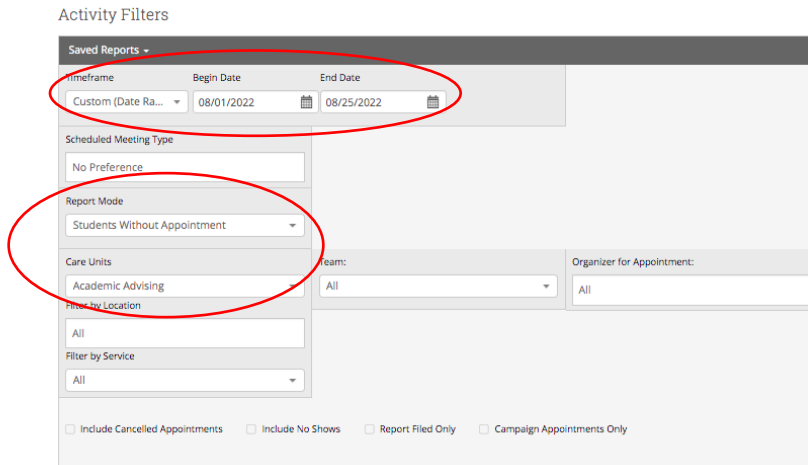 Activity Filters
Saved Reports
Timeframe Begin Date End Date
Custom (Date Ra... 08/01/2022 08/25/2022
Scheduled Meeting Type
No Preference
Report Mode
Students Without Appointment
Care Units Team: Organizer for Appointment:
Academic Advising All All
Filter by Location
All
Filter by Service
All
Include Cancelled Appointments Include No Shows Report Filed Only Campaign Appointments Only